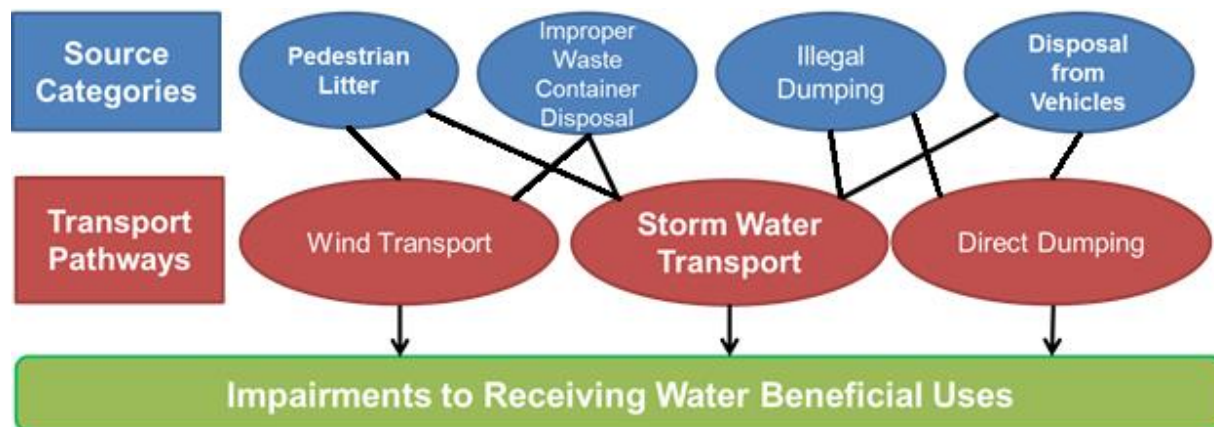 Source
Categories
Pedestrian
Litter
Improper
Waste
Container
Disposal
Illegal
Dumping
Disposal
from
Vehicles
Transport
Pathways
Wind Transport
Storm Water
Transport
Direct Dumping
Impairments to Receiving Water Beneficial Uses